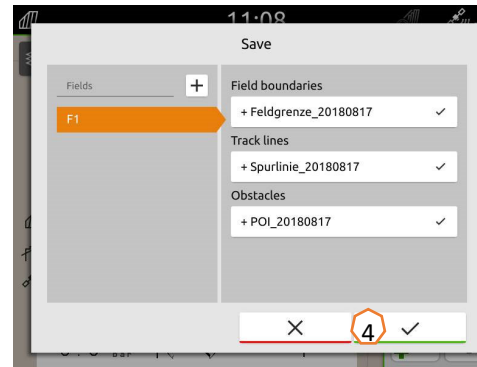 11:08
Save
Fields +
F1
Field boundaries
+ Feldgrenze_20180817
Track lines
+ Spurlinie_20180817
Obstacles
+ POI_20180817
4